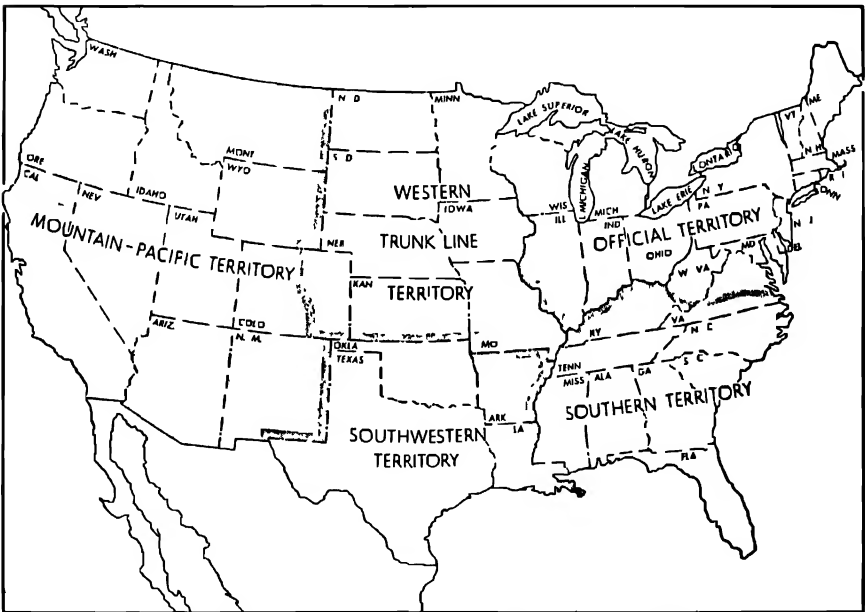 WASH
N D
MINN
LAKE SUPERIOR
ME
VT
LAKE HURON
N H
MASS
MONT
WYO
S D
L ONTARIO
R I
ORE
CAL
NEV
IDAHO
UTAH
WESTERN
IOWA
WIS
ILL
MICHIGAN
MICH
IND
LAKE ERIE
N Y
PA
CONN
N J
MOUNTAIN-PACIFIC TERRITORY
NEB
TRUNK LINE
OFFICIAL TERRITORY
OHIO
MD
DEL
W VA
KAN
TERRITORY
ARIZ
COLO
N. M.
OKLA
TEXAS
MO
KY
VA
N C
TENN
MISS
ALA
GA
S C
ARK
LA
SOUTHERN TERRITORY
SOUTHWESTERN
TERRITORY
FLA